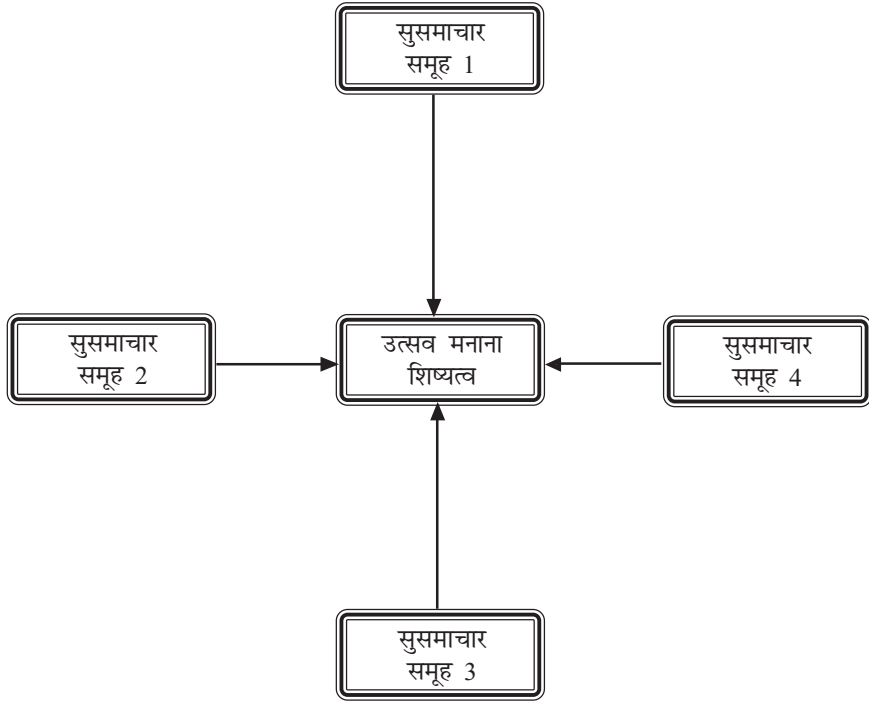 सुसमाचार
समूह 1
सुसमाचार
समूह 2
उत्सव मनाना
शिष्यत्व
सुसमाचार
समूह 4
सुसमाचार
समूह 3